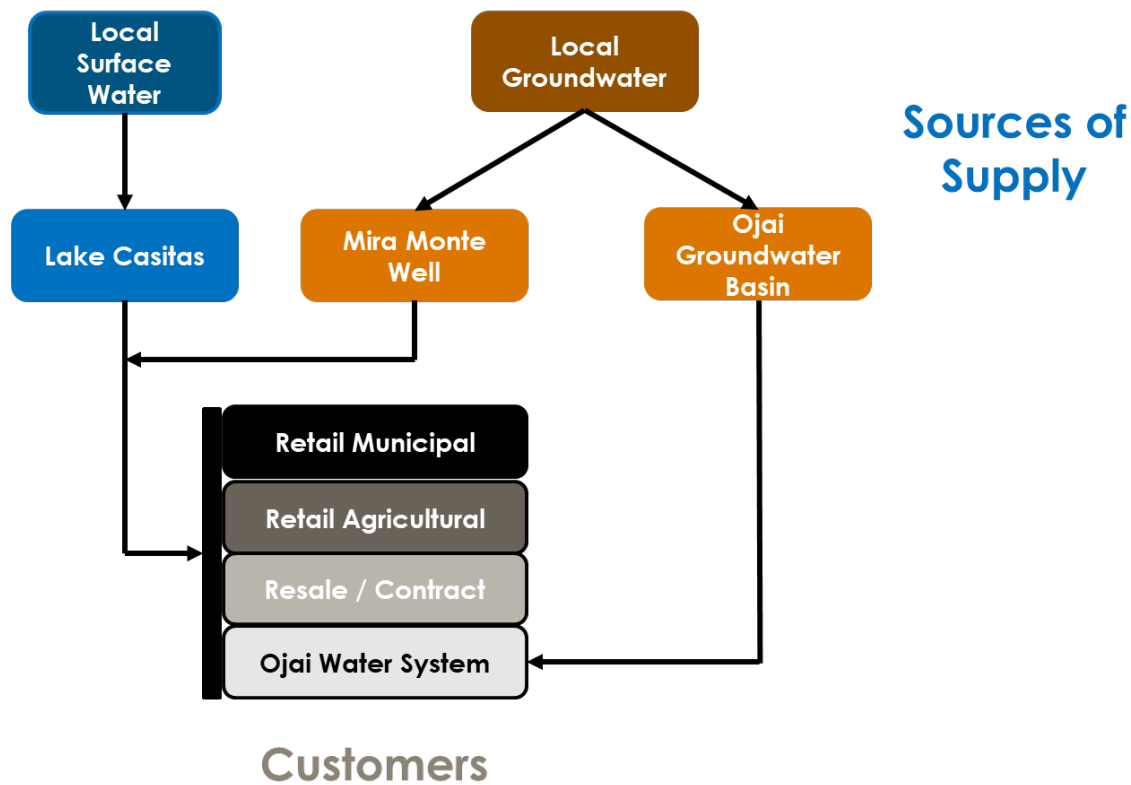 Local
Surface
Water
Local
Groundwater
Sources of
Supply
Lake Casitas
Mira Monte
Well
Ojai
Groundwater
Basin
Retail Municipal
Retail Agricultural
Resale / Contract
Ojai Water System
Customers